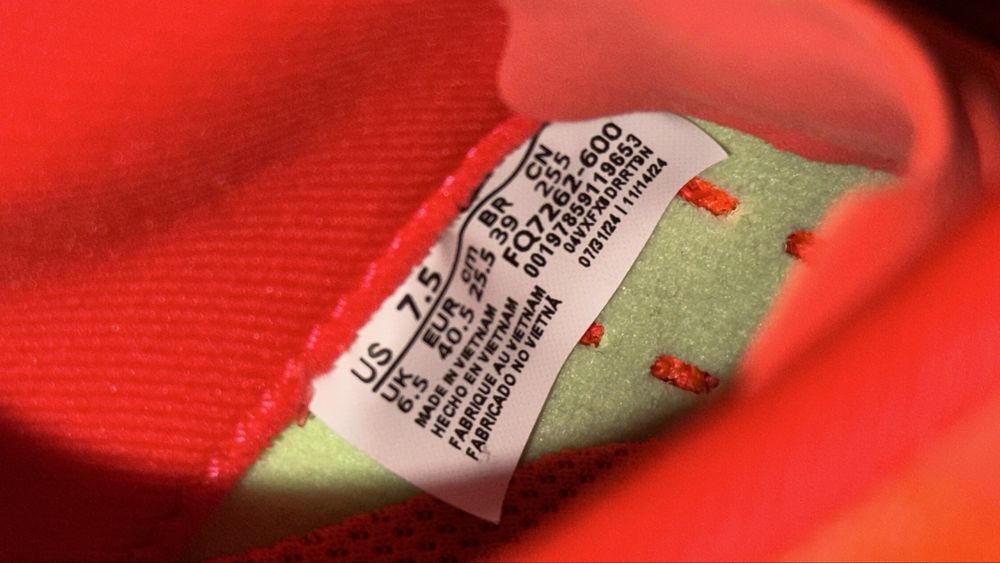 US 7.5
UK EUR cm BR CN
6.5 40.5 25.5 39 255
MADE IN VIETNAM FQ7262-600
HECHO EN VIETNAM 00197859119653
FABRIQUE AU VIETNAM
FABRICADO NO VIETNÃ 07/31/24 | 11/14/24